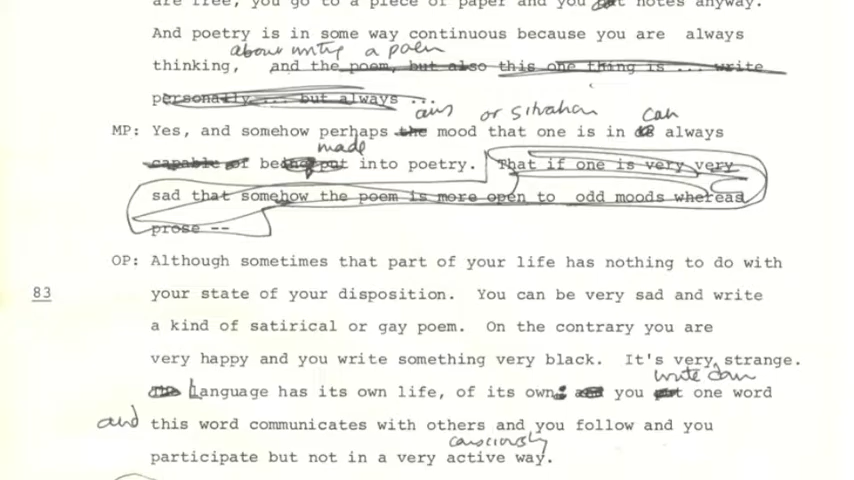 are free, you go to a piece of paper and you put notes anyway.
And poetry is in some way continuous because you are always
about writing a poem
thinking, and the poem, but also this one thing is ... write
personally ... but always ...
any or situation can
MP: Yes, and somehow perhaps the mood that one is in is always
made
capable of being put into poetry. That if one is very very
sad that somehow the poem is more open to odd moods whereas
prose --
OP: Although sometimes that part of your life has nothing to do with
83 your state of your disposition. You can be very sad and write
a kind of satirical or gay poem. On the contrary you are
very happy and you write something very black. It's very strange.
write down
Language has its own life, of its own. and you put one word
and this word communicates with others and you follow and you
consciously
participate but not in a very active way.